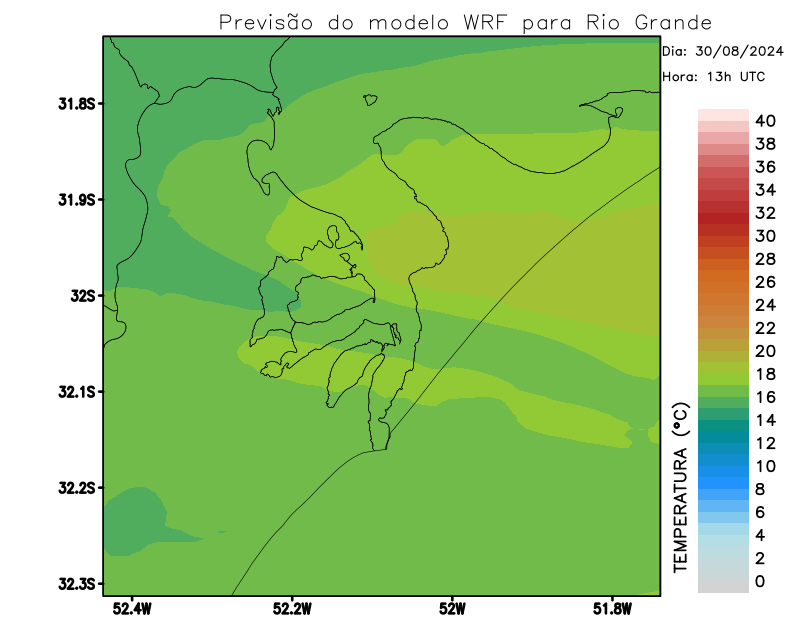 Previsão do modelo WRF para Rio Grande
Dia: 30/08/2024
Hora: 13h UTC
31.8S
31.9S
32S
32.1S
32.2S
32.3S
52.4W
52.2W
52W
51.8W
40
38
36
34
32
30
28
26
24
22
20
18
16
14
12
10
8
6
4
2
0
TEMPERATURA (°C)